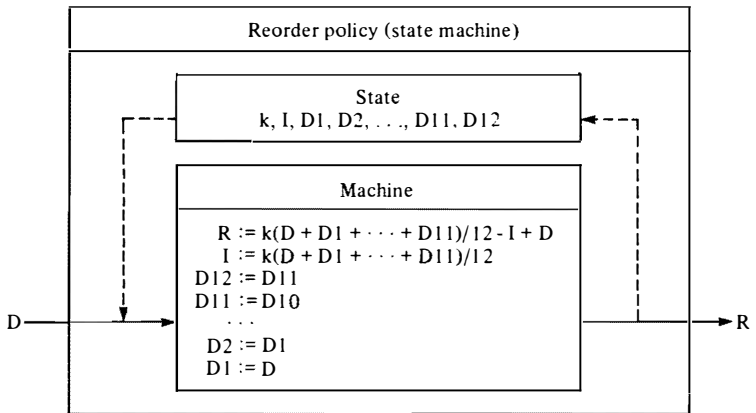 Reorder policy (state machine)
State
k, I, D1, D2, . . ., D11, D12
Machine
R := k(D + D1 + · · · + D11)/12 - I + D
I := k(D + D1 + · · · + D11)/12
D12 := D11
D11 := D10
· · ·
D2 := D1
D1 := D
D
R